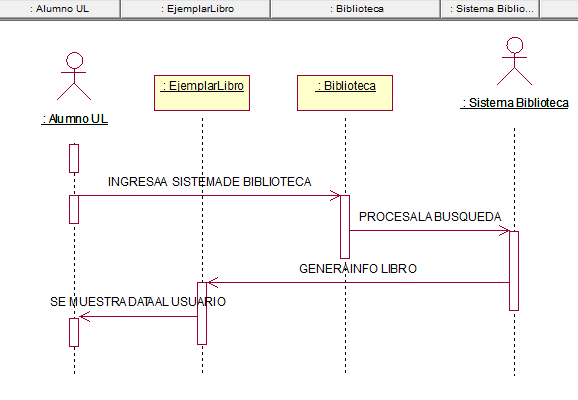 : Alumno UL
: EjemplarLibro
: Biblioteca
: Sistema Biblio...
: Alumno UL
: EjemplarLibro
: Biblioteca
: Sistema Biblioteca
INGRESAA SISTEMADE BIBLIOTECA
PROCESALA BUSQUEDA
GENERAINFO LIBRO
SE MUESTRA DATAAL USUARIO